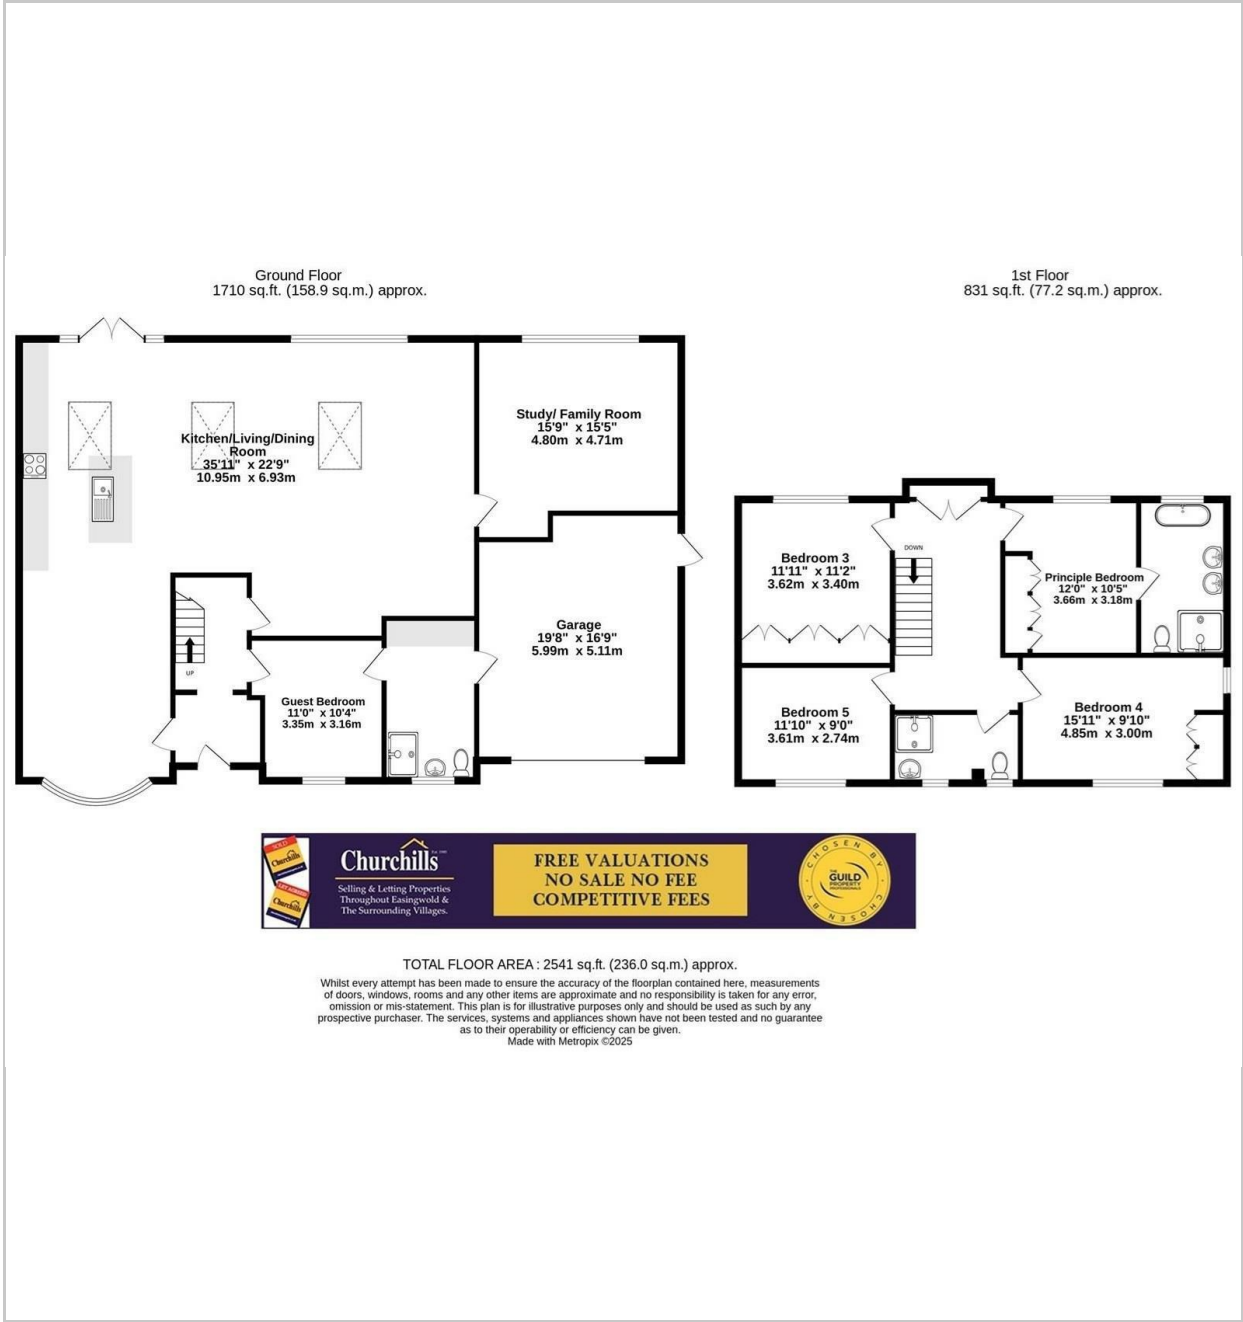 Ground Floor
1710 sq.ft. (158.9 sq.m.) approx.
1st Floor
831 sq.ft. (77.2 sq.m.) approx.
Kitchen/Living/Dining
Room
35'11" x 22'9"
10.95m x 6.93m
Study/ Family Room
15'9" x 15'5"
4.80m x 4.71m
Garage
19'8" x 16'9"
5.99m x 5.11m
UP
Guest Bedroom
11'0" x 10'4"
3.35m x 3.16m
Bedroom 3
11'11" x 11'2"
3.62m x 3.40m
DOWN
Principle Bedroom
12'0" x 10'5"
3.66m x 3.18m
Bedroom 5
11'10" x 9'0"
3.61m x 2.74m
Bedroom 4
15'11" x 9'10"
4.85m x 3.00m
SOLD
Churchills
LET AGREED
Churchills
Churchills
Selling & Letting Properties
Throughout Easingwold &
The Surrounding Villages.
FREE VALUATIONS
NO SALE NO FEE
COMPETITIVE FEES
CHOSEN BY
THE
GUILD
PROPERTY
PROFESSIONALS
CHOSEN BY
TOTAL FLOOR AREA : 2541 sq.ft. (236.0 sq.m.) approx.
Whilst every attempt has been made to ensure the accuracy of the floorplan contained here, measurements
of doors, windows, rooms and any other items are approximate and no responsibility is taken for any error,
omission or mis-statement. This plan is for illustrative purposes only and should be used as such by any
prospective purchaser. The services, systems and appliances shown have not been tested and no guarantee
as to their operability or efficiency can be given.
Made with Metropix ©2025